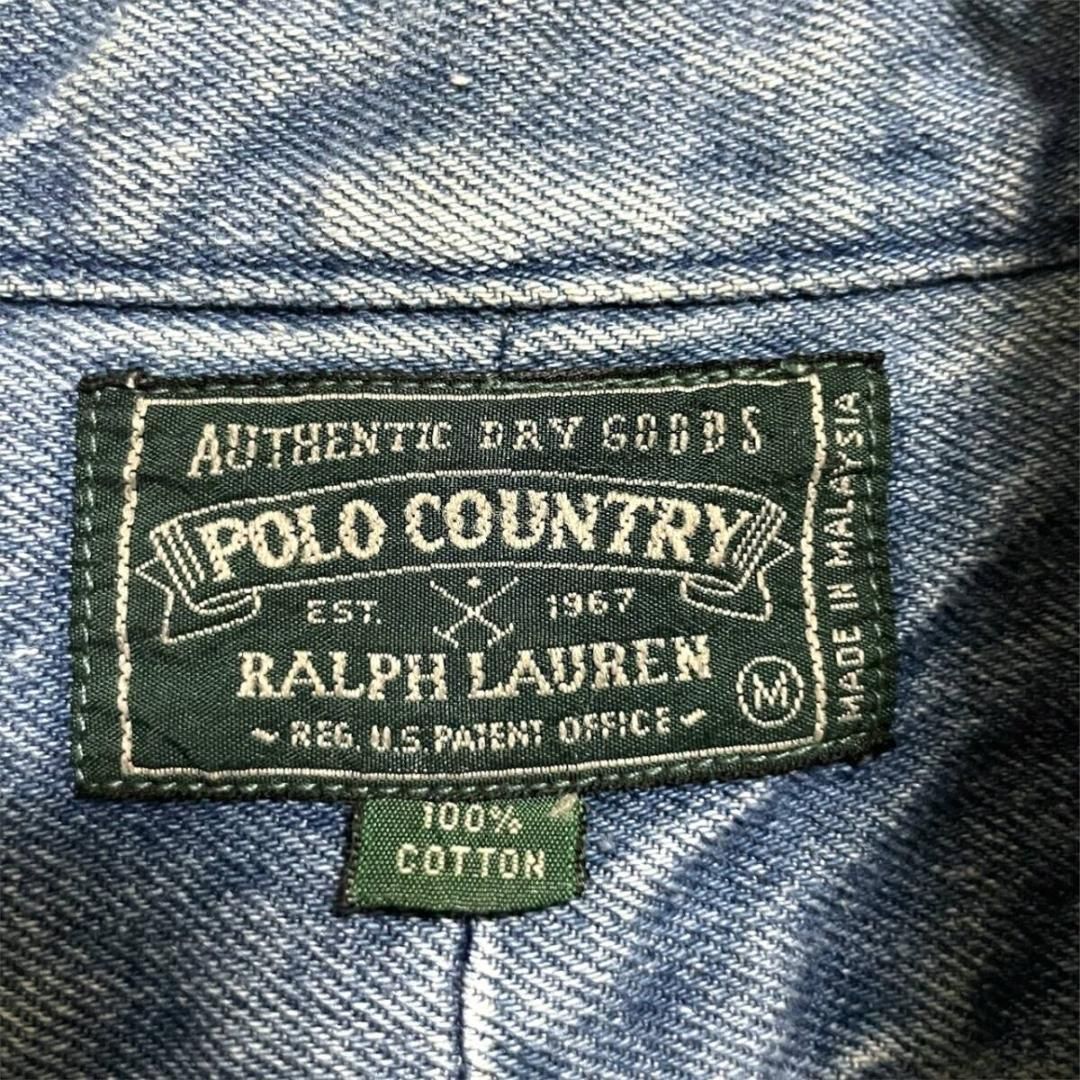 AUTHENTIC DRY GOODS
POLO COUNTRY
EST. 1967
RALPH LAUREN
M
~ REG. U.S. PATENT OFFICE ~
MADE IN MALAYSIA
100%
COTTON